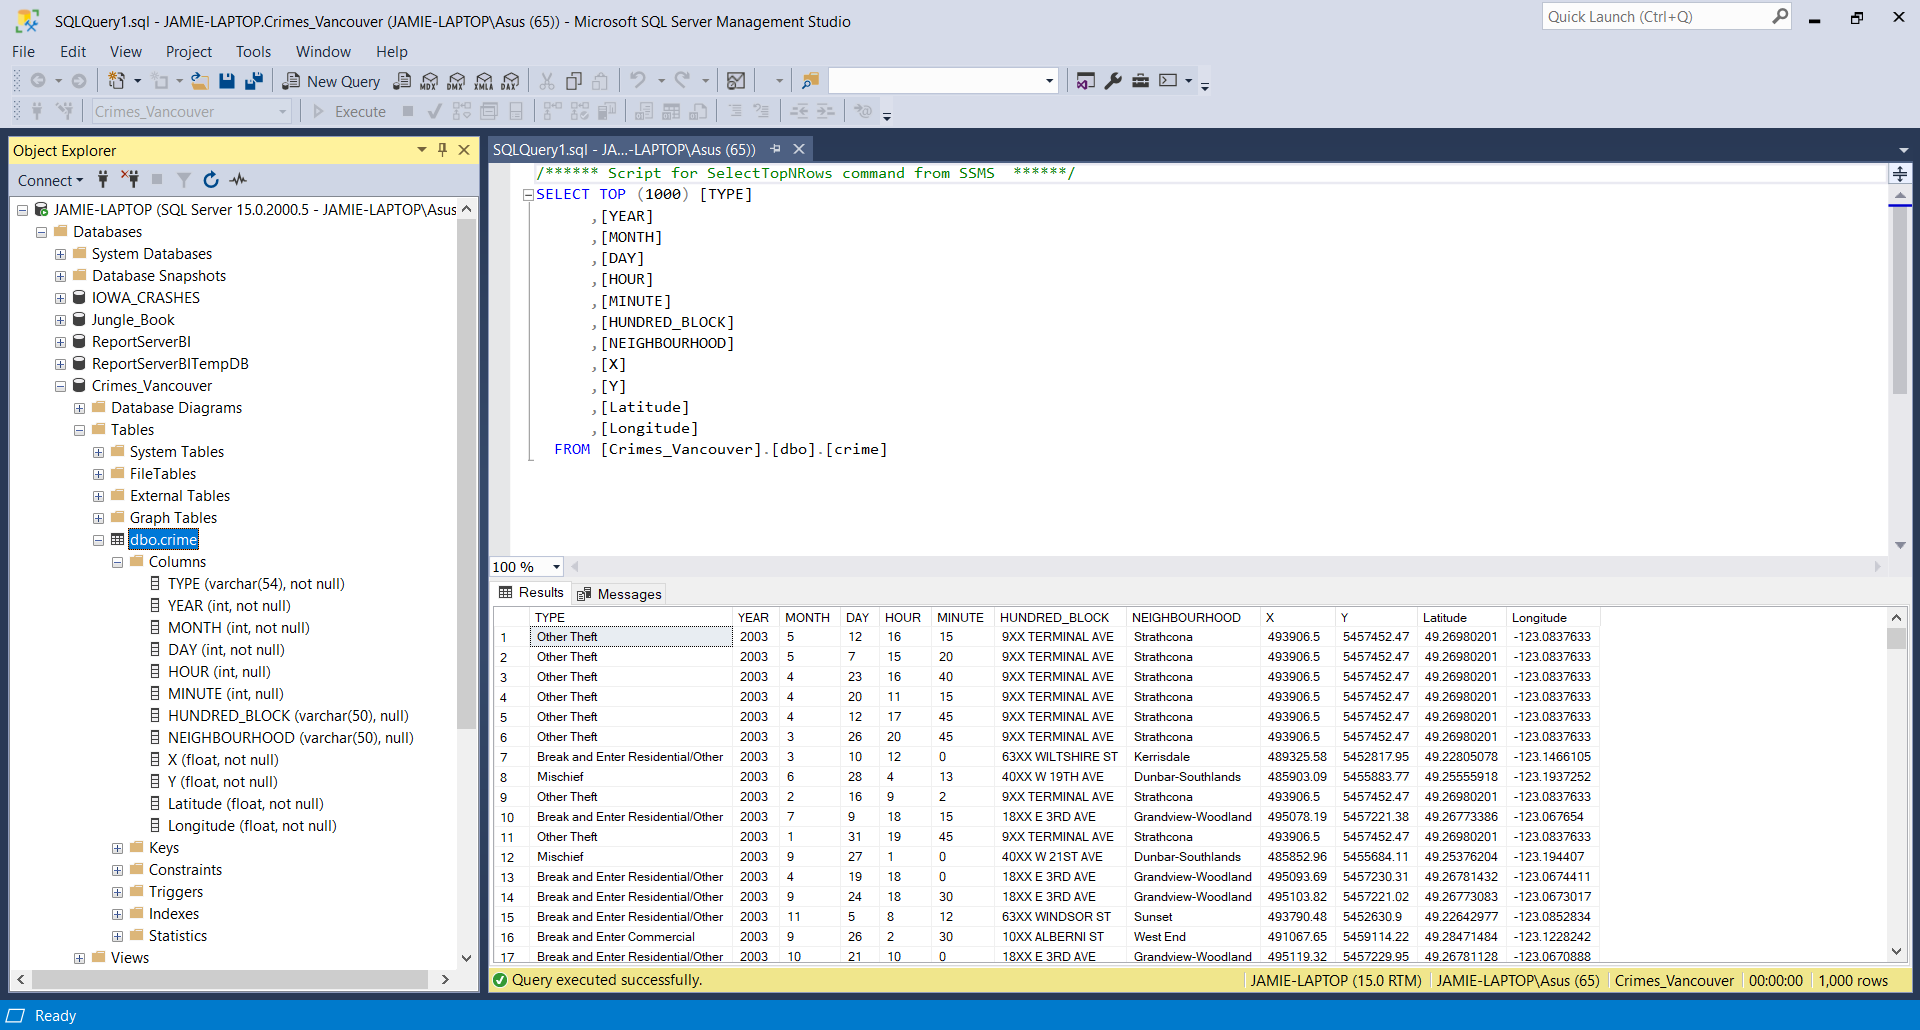 SQLQuery1.sql - JAMIE-LAPTOP.Crimes_Vancouver (JAMIE-LAPTOP\Asus (65)) - Microsoft SQL Server Management Studio
Quick Launch (Ctrl+Q)
File Edit View Project Tools Window Help
New Query MDX DMX XMLA DAX
Crimes_Vancouver Execute
Object Explorer
Connect
JAMIE-LAPTOP (SQL Server 15.0.2000.5 - JAMIE-LAPTOP\Asus
Databases
System Databases
Database Snapshots
IOWA_CRASHES
Jungle_Book
ReportServerBI
ReportServerBITempDB
Crimes_Vancouver
Database Diagrams
Tables
System Tables
FileTables
External Tables
Graph Tables
dbo.crime
Columns
TYPE (varchar(54), not null)
YEAR (int, not null)
MONTH (int, not null)
DAY (int, not null)
HOUR (int, null)
MINUTE (int, null)
HUNDRED_BLOCK (varchar(50), null)
NEIGHBOURHOOD (varchar(50), null)
X (float, not null)
Y (float, not null)
Latitude (float, not null)
Longitude (float, not null)
Keys
Constraints
Triggers
Indexes
Statistics
Views
SQLQuery1.sql - JA...-LAPTOP\Asus (65))
/****** Script for SelectTopNRows command from SSMS  ******/
SELECT TOP (1000) [TYPE]
,[YEAR]
,[MONTH]
,[DAY]
,[HOUR]
,[MINUTE]
,[HUNDRED_BLOCK]
,[NEIGHBOURHOOD]
,[X]
,[Y]
,[Latitude]
,[Longitude]
FROM [Crimes_Vancouver].[dbo].[crime]
100 %
Results Messages
TYPE YEAR MONTH DAY HOUR MINUTE HUNDRED_BLOCK NEIGHBOURHOOD X Y Latitude Longitude
1 Other Theft 2003 5 12 16 15 9XX TERMINAL AVE Strathcona 493906.5 5457452.47 49.26980201 -123.0837633
2 Other Theft 2003 5 7 15 20 9XX TERMINAL AVE Strathcona 493906.5 5457452.47 49.26980201 -123.0837633
3 Other Theft 2003 4 23 16 40 9XX TERMINAL AVE Strathcona 493906.5 5457452.47 49.26980201 -123.0837633
4 Other Theft 2003 4 20 11 15 9XX TERMINAL AVE Strathcona 493906.5 5457452.47 49.26980201 -123.0837633
5 Other Theft 2003 4 12 17 45 9XX TERMINAL AVE Strathcona 493906.5 5457452.47 49.26980201 -123.0837633
6 Other Theft 2003 3 26 20 45 9XX TERMINAL AVE Strathcona 493906.5 5457452.47 49.26980201 -123.0837633
7 Break and Enter Residential/Other 2003 3 10 12 0 63XX WILTSHIRE ST Kerrisdale 489325.58 5452817.95 49.22805078 -123.1466105
8 Mischief 2003 6 28 4 13 40XX W 19TH AVE Dunbar-Southlands 485903.09 5455883.77 49.25555918 -123.1937252
9 Other Theft 2003 2 16 9 2 9XX TERMINAL AVE Strathcona 493906.5 5457452.47 49.26980201 -123.0837633
10 Break and Enter Residential/Other 2003 7 9 18 15 18XX E 3RD AVE Grandview-Woodland 495078.19 5457221.38 49.26773386 -123.067654
11 Other Theft 2003 1 31 19 45 9XX TERMINAL AVE Strathcona 493906.5 5457452.47 49.26980201 -123.0837633
12 Mischief 2003 9 27 1 0 40XX W 21ST AVE Dunbar-Southlands 485852.96 5455684.11 49.25376204 -123.194407
13 Break and Enter Residential/Other 2003 4 19 18 0 18XX E 3RD AVE Grandview-Woodland 495093.69 5457230.31 49.26781432 -123.0674411
14 Break and Enter Residential/Other 2003 9 24 18 30 18XX E 3RD AVE Grandview-Woodland 495103.82 5457221.02 49.26773083 -123.0673017
15 Break and Enter Residential/Other 2003 11 5 8 12 63XX WINDSOR ST Sunset 493790.48 5452630.9 49.22642977 -123.0852834
16 Break and Enter Commercial 2003 9 26 2 30 10XX ALBERNI ST West End 491067.65 5459114.22 49.28471484 -123.1228242
17 Break and Enter Residential/Other 2003 10 21 10 0 18XX E 3RD AVE Grandview-Woodland 495119.32 5457229.95 49.26781128 -123.0670888
Query executed successfully. JAMIE-LAPTOP (15.0 RTM) JAMIE-LAPTOP\Asus (65) Crimes_Vancouver 00:00:00 1,000 rows
Ready